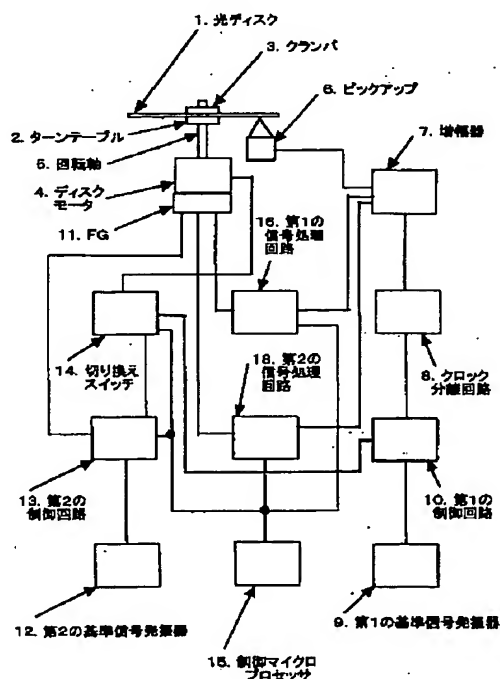 1. 光ディスク
3. クランパ
6. ピックアップ
2. ターンテーブル
5. 回転軸
7. 増幅器
4. ディスク
モータ
11. FG
16. 第1の
信号処理
回路
14. 切り換え
スイッチ
18. 第2の
信号処理
回路
8. クロック
分離回路
13. 第2の
制御回路
10. 第1の
制御回路
12. 第2の基準信号発振器
9. 第1の基準信号発振器
15. 制御マイクロ
プロセッサ